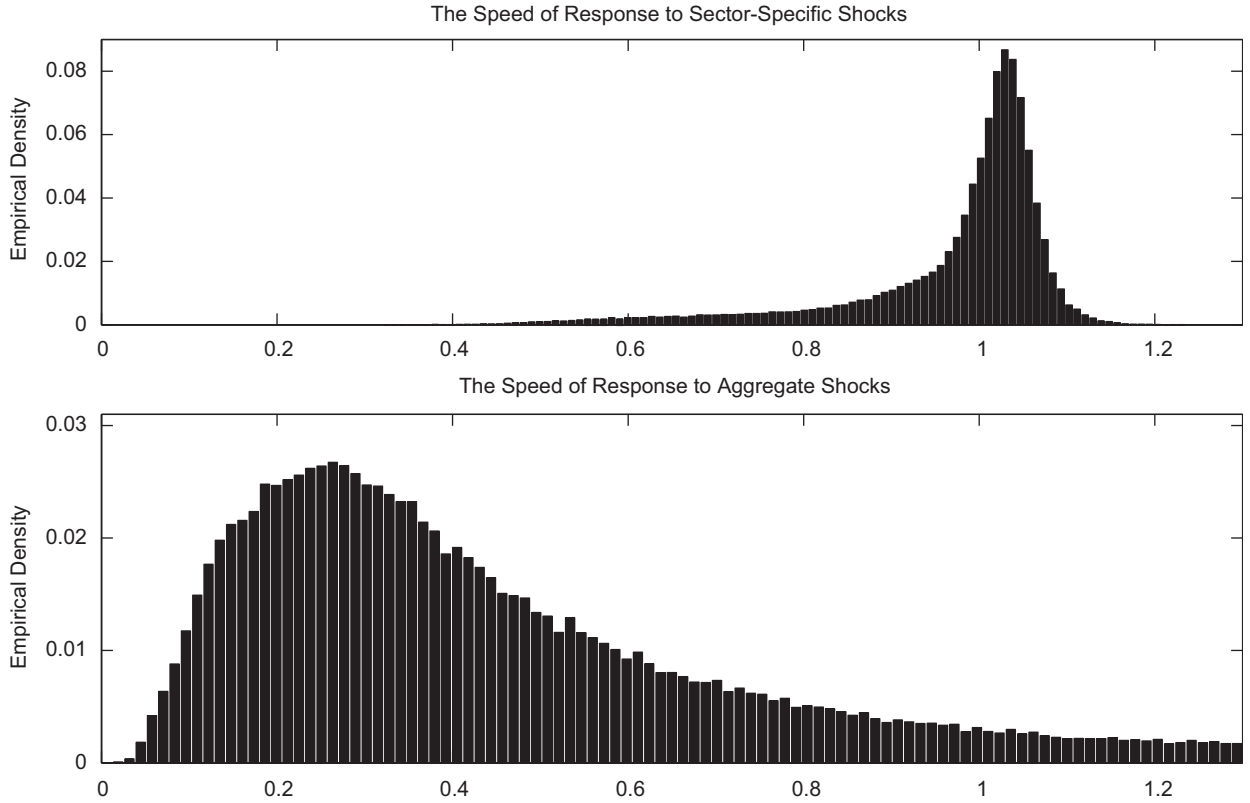 The Speed of Response to Sector-Specific Shocks
Empirical Density
0.08
0.06
0.04
0.02
0
0 0.2 0.4 0.6 0.8 1 1.2
The Speed of Response to Aggregate Shocks
Empirical Density
0.03
0.02
0.01
0
0 0.2 0.4 0.6 0.8 1 1.2